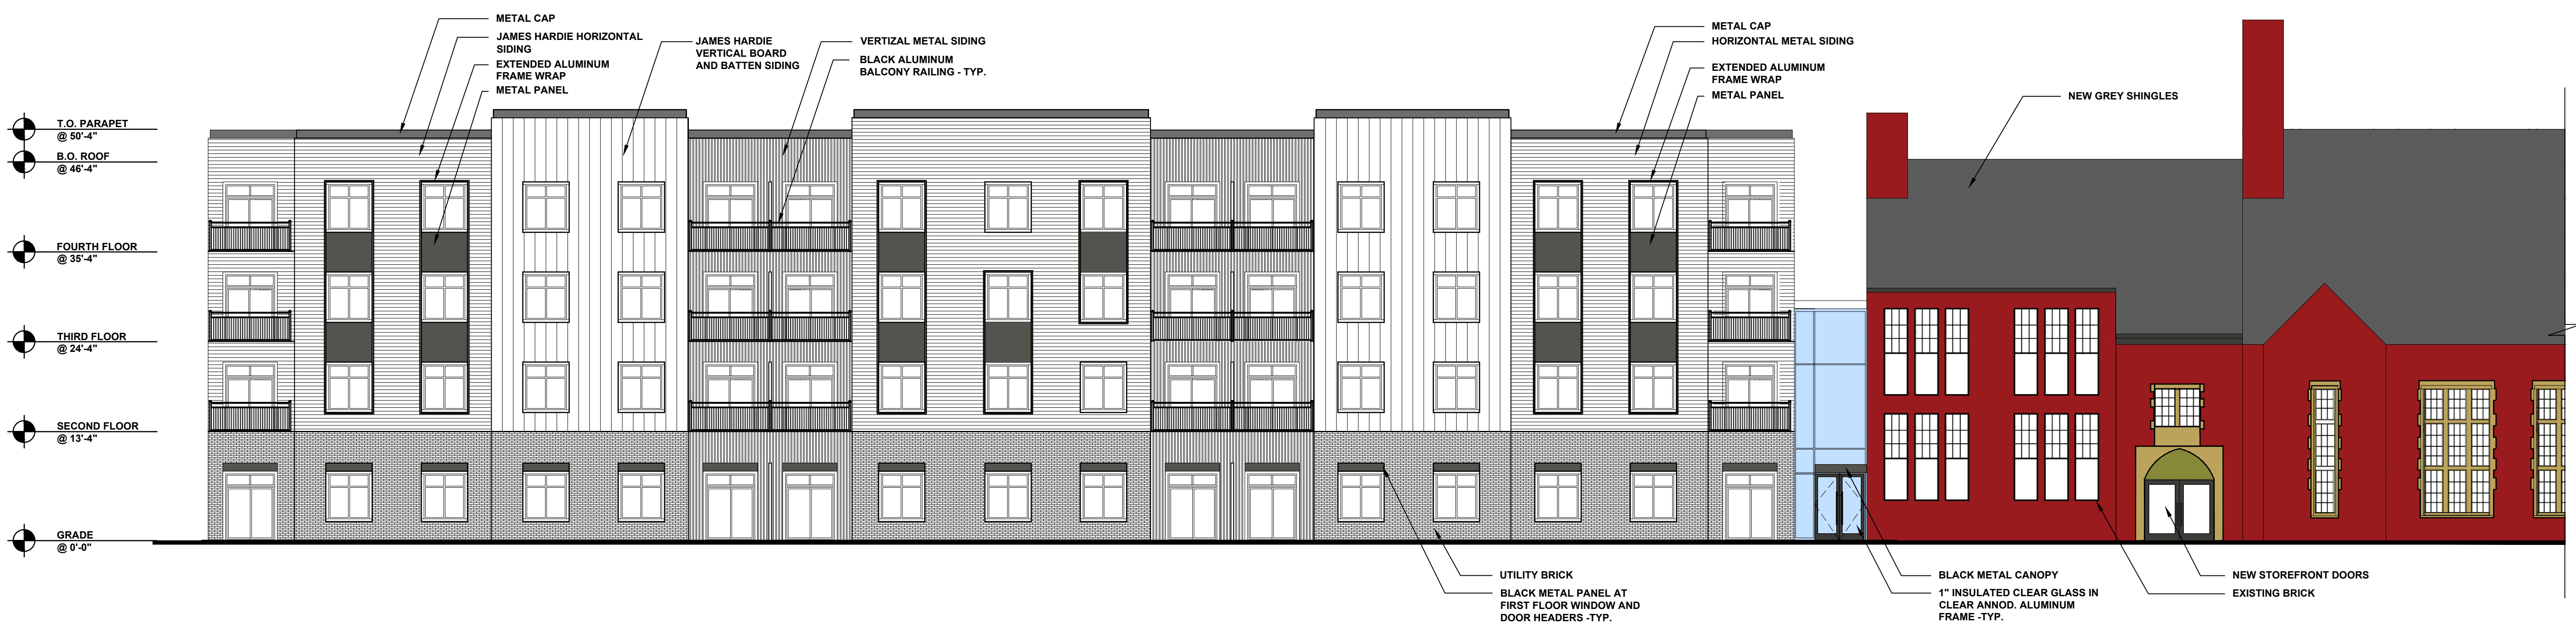 METAL CAP
JAMES HARDIE HORIZONTAL
SIDING
EXTENDED ALUMINUM
FRAME WRAP
METAL PANEL
JAMES HARDIE
VERTICAL BOARD
AND BATTEN SIDING
VERTIZAL METAL SIDING
BLACK ALUMINUM
BALCONY RAILING - TYP.
METAL CAP
HORIZONTAL METAL SIDING
EXTENDED ALUMINUM
FRAME WRAP
METAL PANEL
NEW GREY SHINGLES
T.O. PARAPET
@ 50'-4"
B.O. ROOF
@ 46'-4"
FOURTH FLOOR
@ 35'-4"
THIRD FLOOR
@ 24'-4"
SECOND FLOOR
@ 13'-4"
GRADE
@ 0'-0"
UTILITY BRICK
BLACK METAL PANEL AT
FIRST FLOOR WINDOW AND
DOOR HEADERS -TYP.
BLACK METAL CANOPY
1" INSULATED CLEAR GLASS IN
CLEAR ANNOD. ALUMINUM
FRAME -TYP.
NEW STOREFRONT DOORS
EXISTING BRICK